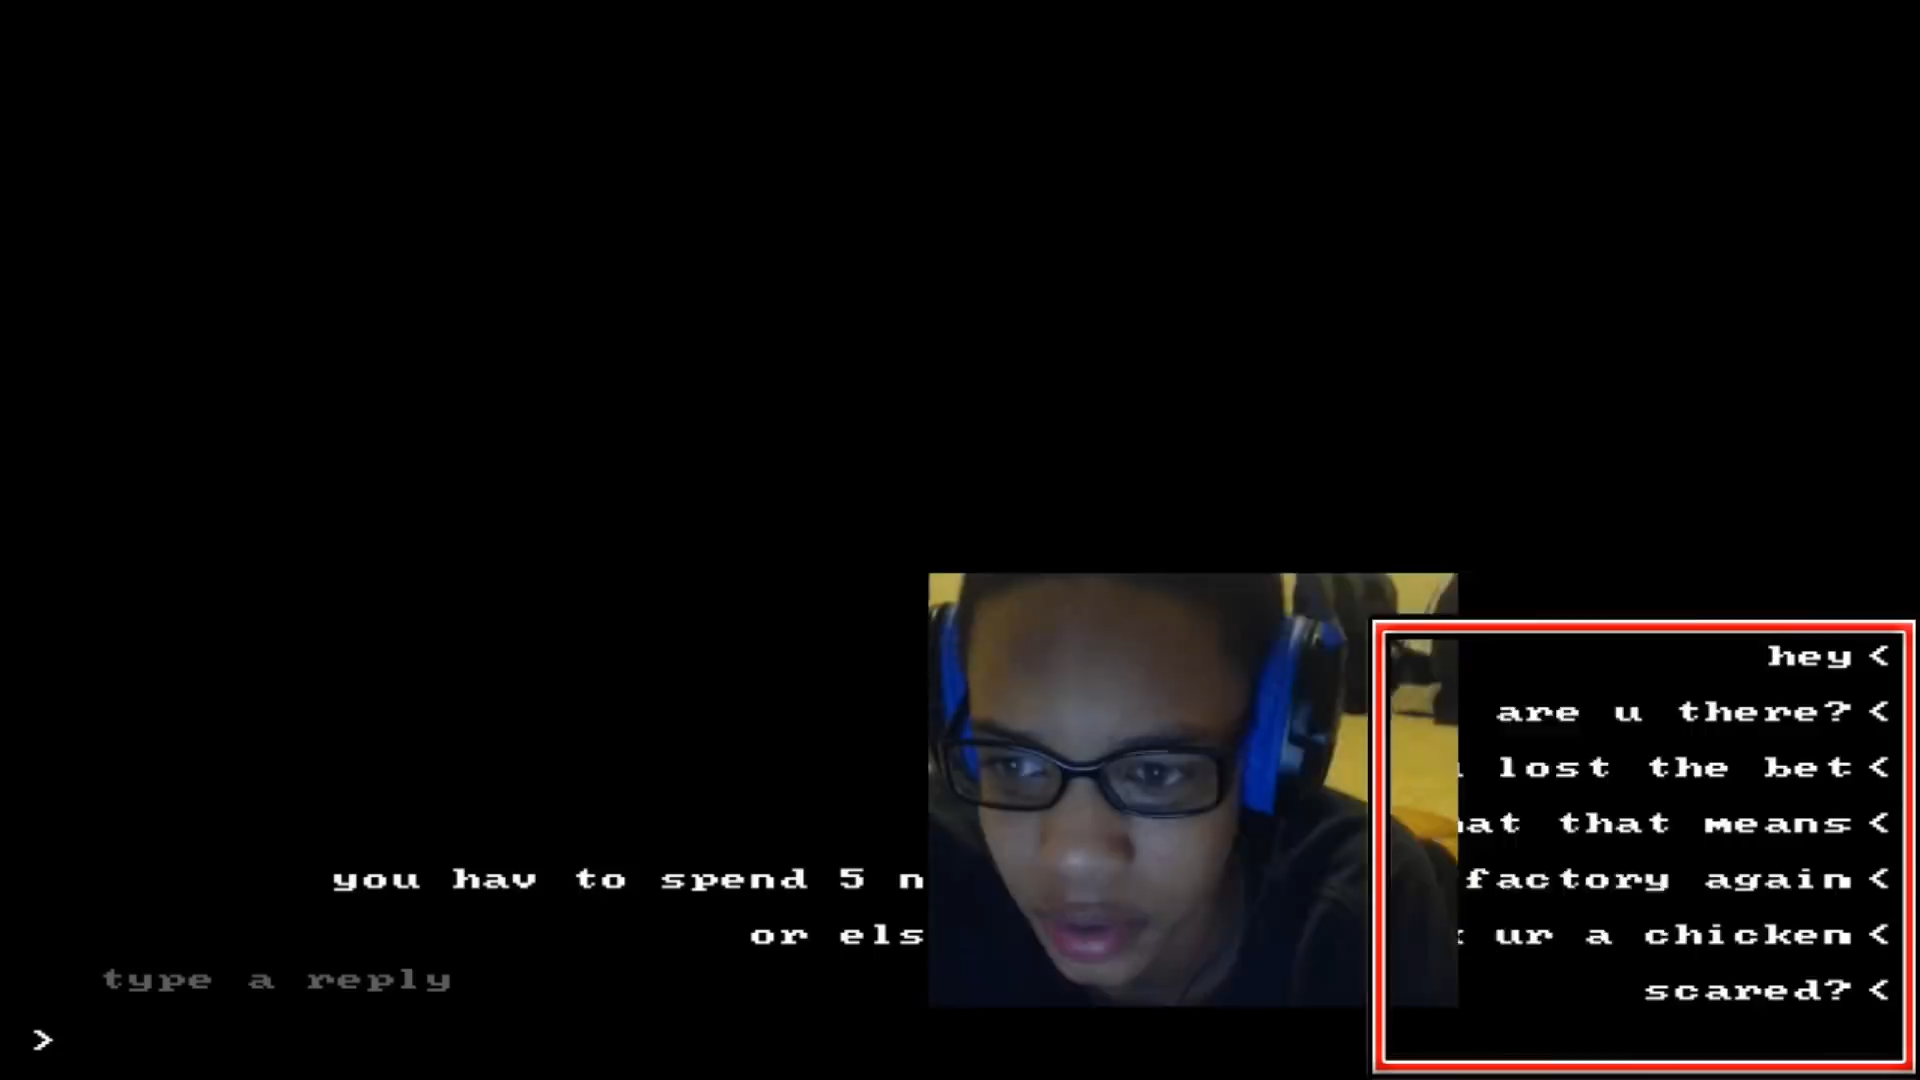 hey <
are u there? <
lost the bet <
that means <
you hav to spend 5 factory again <
or ur a chicken <
scared? <
type a reply
>